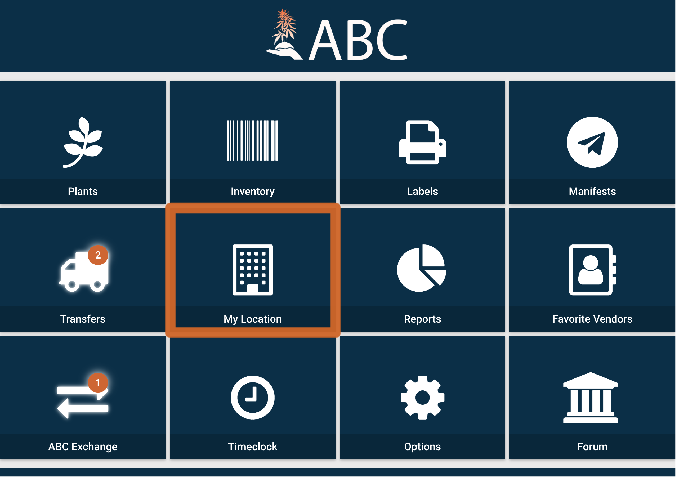 ABC
Plants
Inventory
Labels
Manifests
2
Transfers
My Location
Reports
Favorite Vendors
1
ABC Exchange
Timeclock
Options
Forum